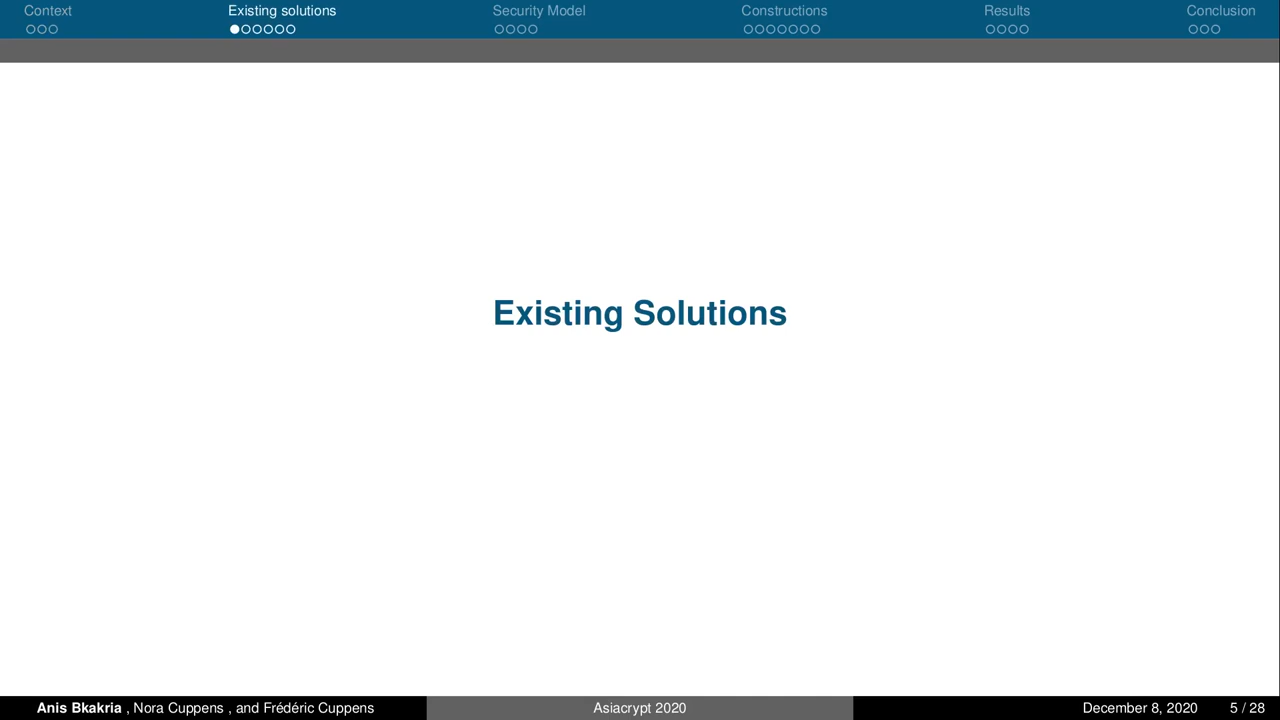 Context Existing solutions Security Model Constructions Results Conclusion
Existing Solutions
Anis Bkakria , Nora Cuppens , and Frédéric Cuppens Asiacrypt 2020 December 8, 2020 5 / 28